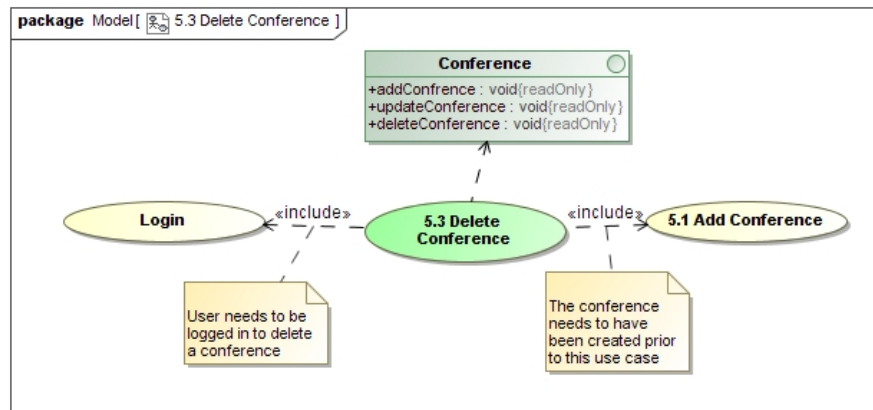 package Model[ 5.3 Delete Conference ]
Conference
+addConfrence : void{readOnly}
+updateConference : void{readOnly}
+deleteConference : void{readOnly}
Login
«include»
5.3 Delete
Conference
«include»
5.1 Add Conference
User needs to be
logged in to delete
a conference
The conference
needs to have
been created prior
to this use case